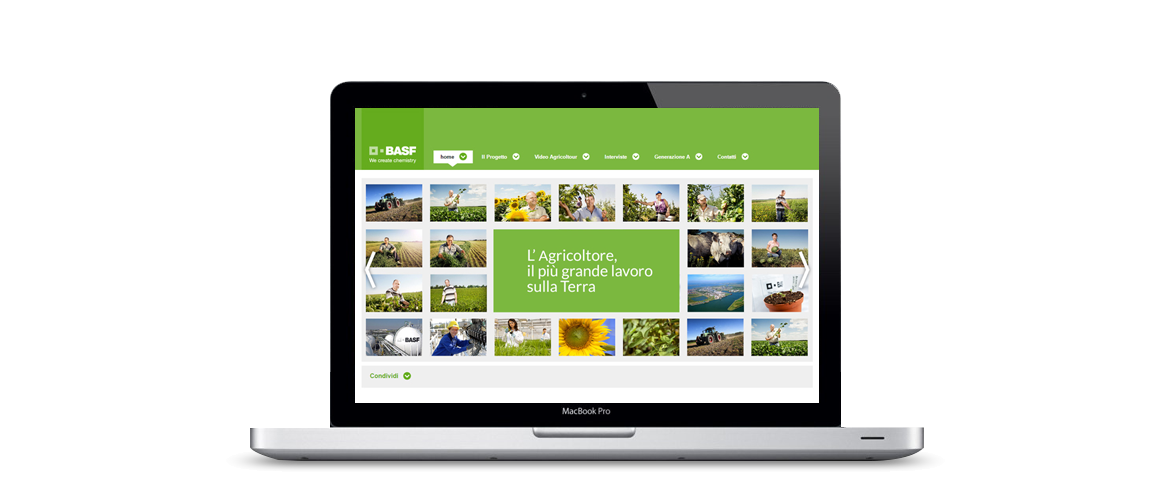 BASF
We create chemistry
home
Il Progetto
Video Agricoltour
Interviste
Generazione A
Contatti
L' Agricoltore,
il più grande lavoro
sulla Terra
BASF
Condividi
MacBook Pro